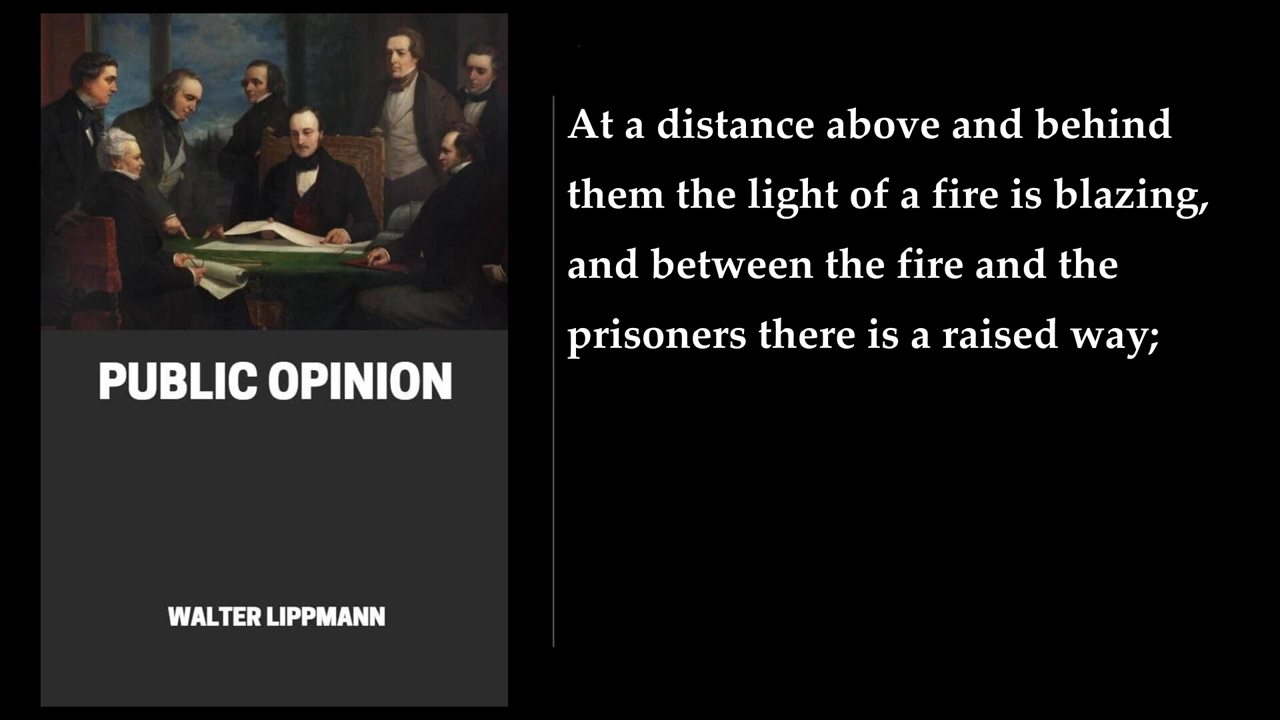 PUBLIC OPINION
WALTER LIPPMANN
At a distance above and behind
them the light of a fire is blazing,
and between the fire and the
prisoners there is a raised way;